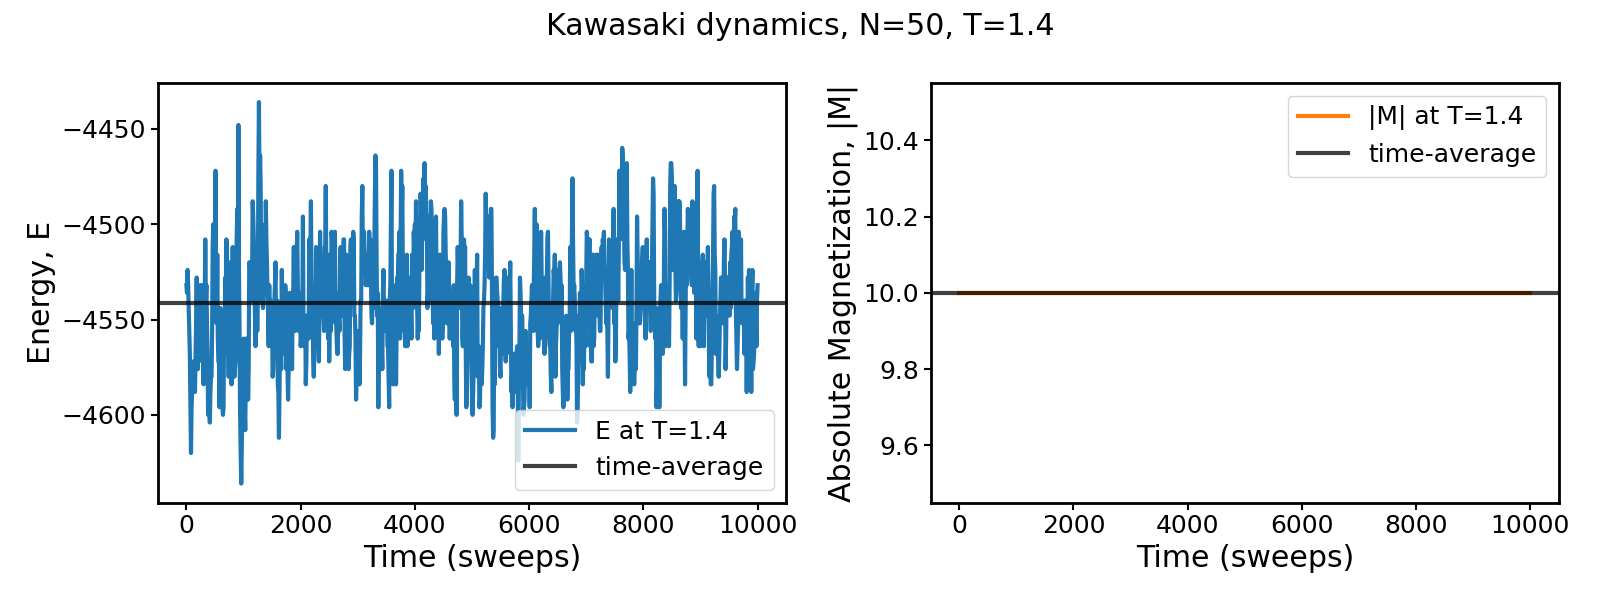 Kawasaki dynamics, N=50, T=1.4
Energy, E
−4450
−4500
−4550
−4600
E at T=1.4
time-average
0 2000 4000 6000 8000 10000
Time (sweeps)
Absolute Magnetization, |M|
10.4
10.2
10.0
9.8
9.6
|M| at T=1.4
time-average
0 2000 4000 6000 8000 10000
Time (sweeps)